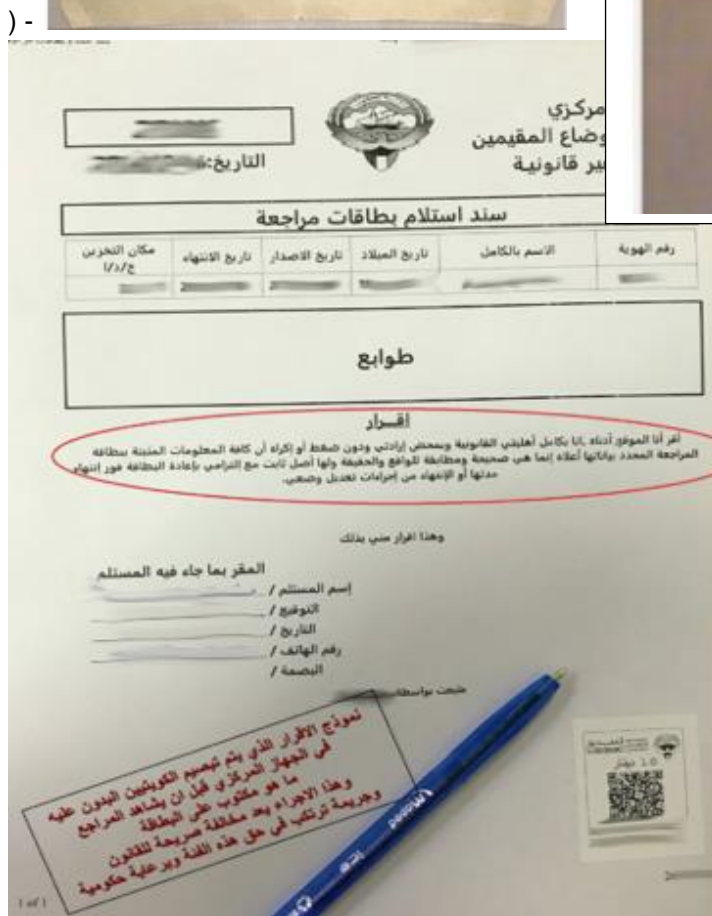 ) -
مركزي
وضاع المقيمين
ير قانونية
التاريخ:
سند استلام بطاقات مراجعة
رقم الهوية
الاسم بالكامل
تاريخ الميلاد
تاريخ الاصدار
تاريخ الانتهاء
مكان التخزين
خ/د/ا
طوابع
اقـرار
أقر أنا الموقع أدناه ,انا بكامل أهليتي القانونية وبمحض إرادتي ودون ضغط أو إكراه أن كافة المعلومات المثبتة ببطاقة
المراجعة المحدد بياناتها أعلاه إنما هي صحيحة ومطابقة للواقع والحقيقة ولها أصل ثابت مع التزامي بإعادة البطاقة فور إنتهاء
مدتها أو الإنتهاء من إجراءات تعديل وضعي.
وهذا اقرار مني بذلك
المقر بما جاء فيه المستلم
إسم المستلم /
التوقيع /
التاريخ /
رقم الهاتف /
البصمة /
طبعت بواسطة
نموذج الاقرار الذي يتم تبصيم الكويتيين البدون عليه
في الجهاز المركزي قبل ان يشاهد المراجع
ما هو مكتوب على البطاقة
وهذا الاجراء يعد مخالفة صريحة للقانون
وجريمة ترتكب في حق هذه الفئة وبرعاية حكومية
10 دينار
1 of 1